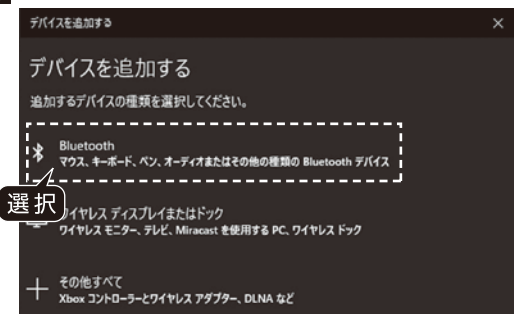 デバイスを追加する
デバイスを追加する
追加するデバイスの種類を選択してください。
Bluetooth
マウス、キーボード、ペン、オーディオまたはその他の種類の Bluetooth デバイス
選択
ワイヤレス ディスプレイまたはドック
ワイヤレス モニター、テレビ、Miracast を使用する PC、ワイヤレス ドック
その他すべて
Xbox コントローラーとワイヤレス アダプター、DLNA など